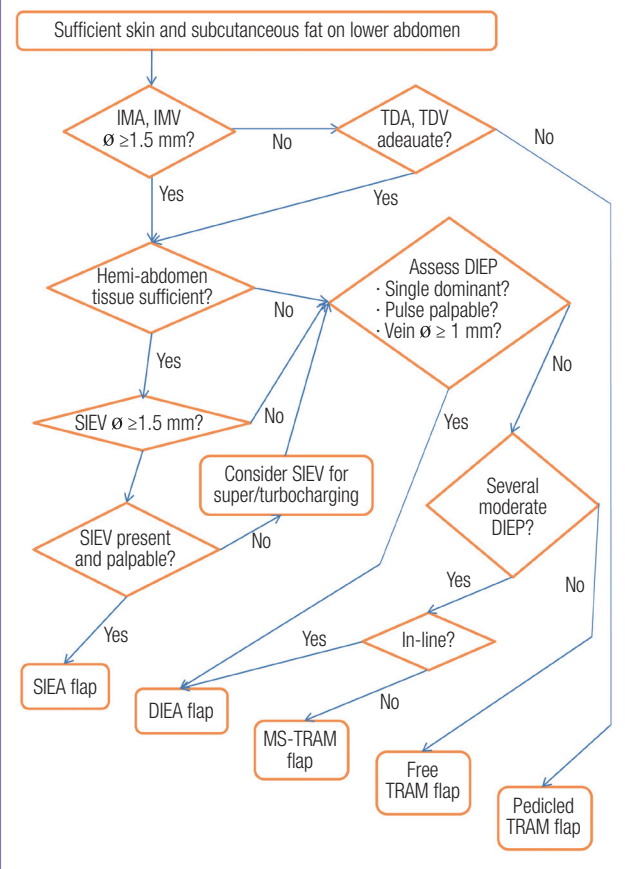 Sufficient skin and subcutaneous fat on lower abdomen
IMA, IMV
ø ≥1.5 mm?
No
TDA, TDV
adeauate?
No
Yes
Yes
Hemi-abdomen
tissue sufficient?
No
Assess DIEP
· Single dominant?
· Pulse palpable?
· Vein ø ≥ 1 mm?
No
Yes
SIEV ø ≥1.5 mm?
No
Yes
Consider SIEV for
super/turbocharging
Several
moderate
DIEP?
SIEV present
and palpable?
No
Yes
No
Yes
Yes
In-line?
SIEA flap
DIEA flap
No
MS-TRAM
flap
Free
TRAM flap
Pedicled
TRAM flap